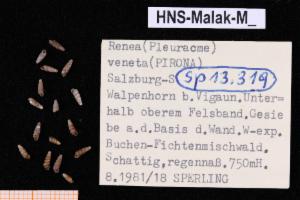 HNS-Malak-M_
Renea(Pleuracme)
veneta(PIRONA)
Salzburg-S
Sp 13.319
Walpenhorn b.Vigaun.Unter=
halb oberem Felsband.Gesie
be a.d.Basis d.Wand.W-exp.
Buchen-Fichtenmischwald.
Schattig,regennaß.750mH.
8.1981/18 SPERLING